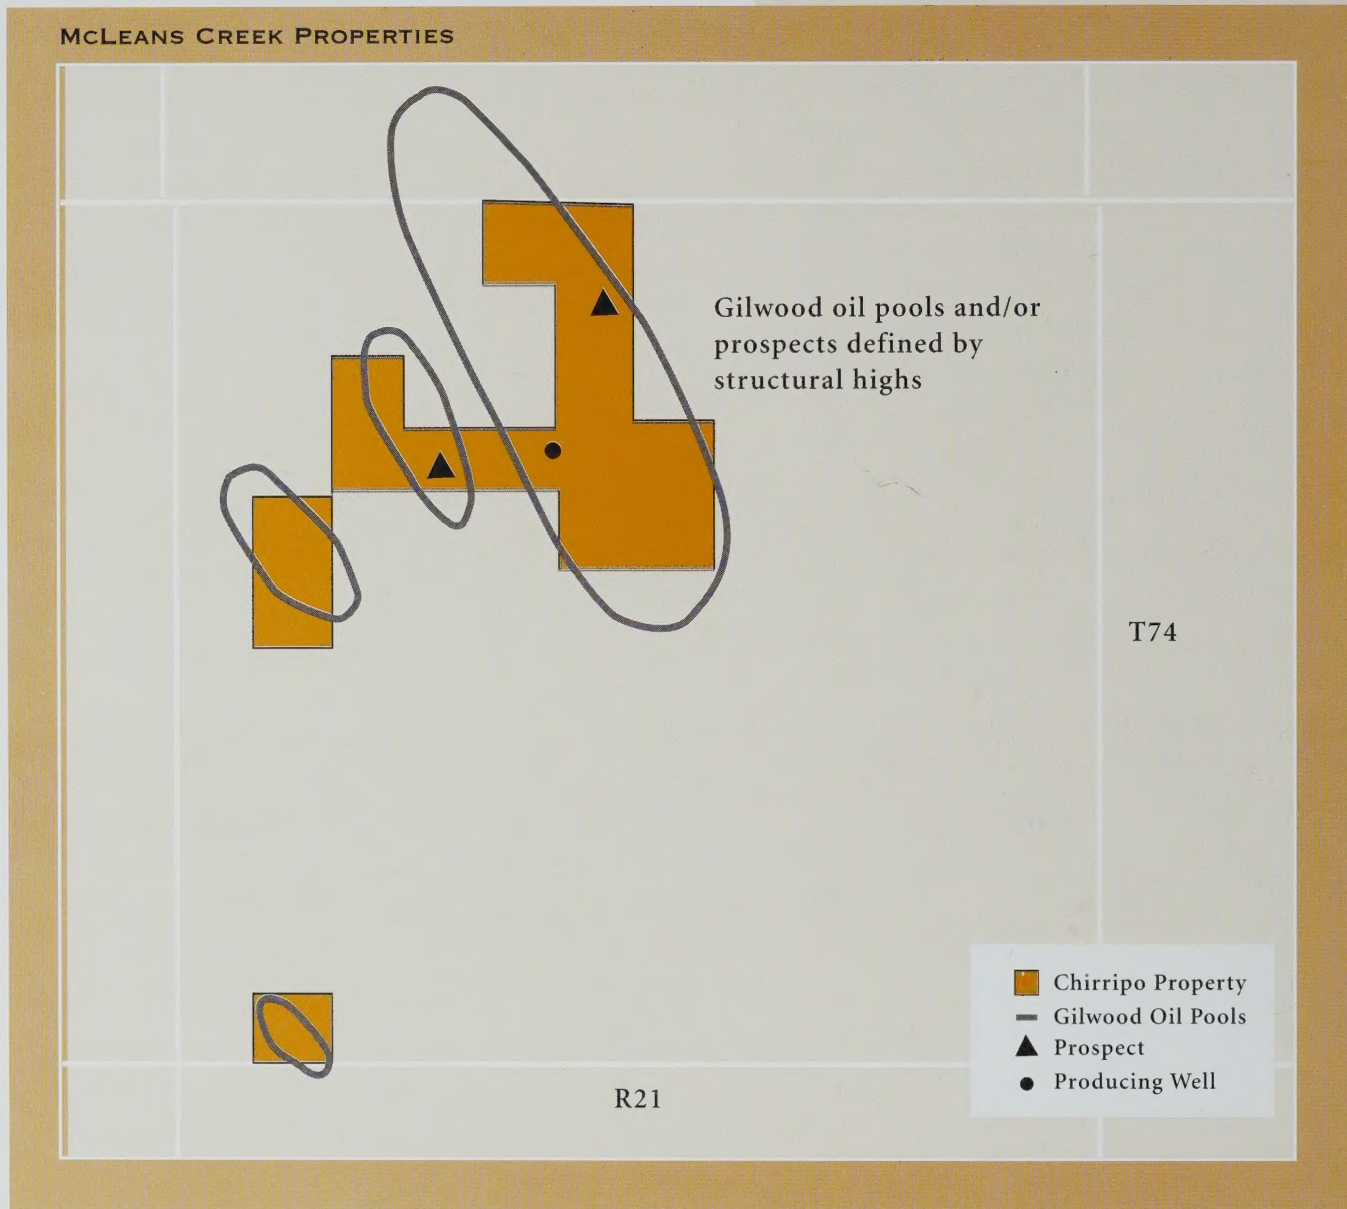 McLeans Creek Properties
Gilwood oil pools and/or
prospects defined by
structural highs
T74
R21
Chirripo Property
Gilwood Oil Pools
Prospect
Producing Well